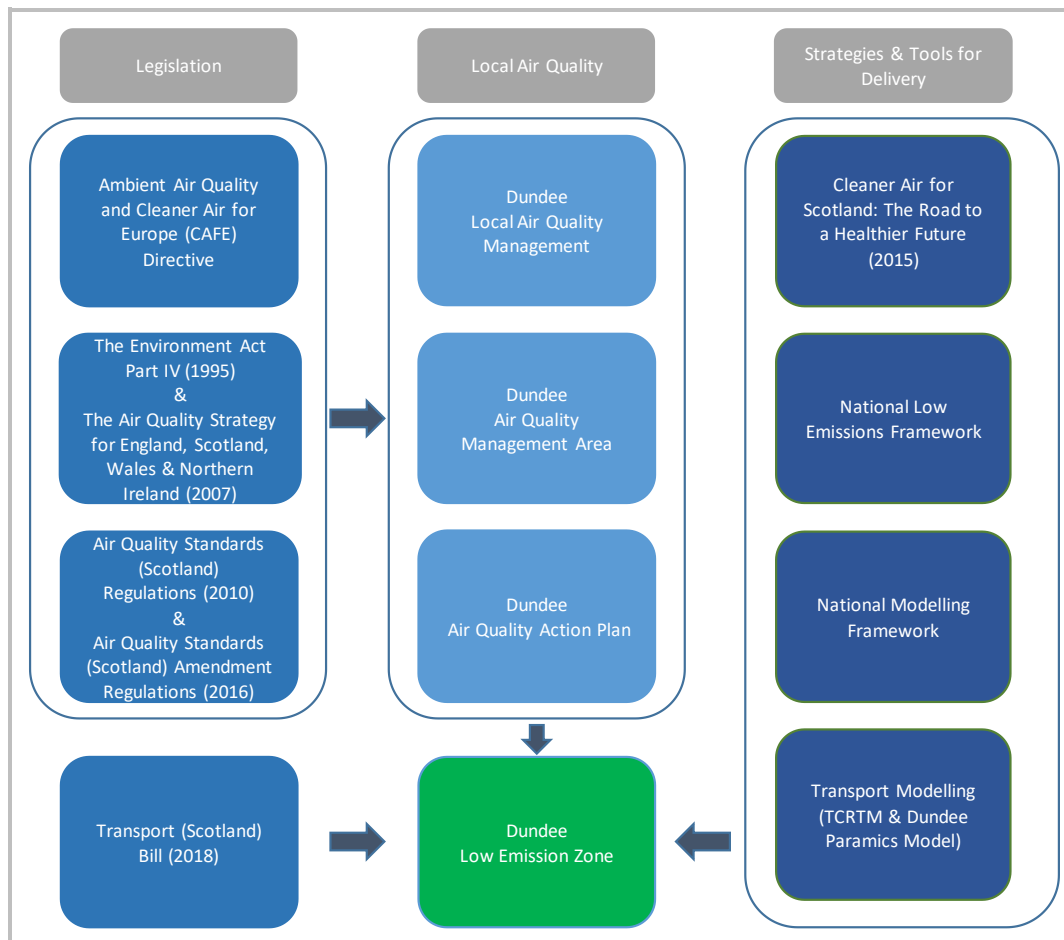 Legislation
Local Air Quality
Strategies & Tools for
Delivery
Ambient Air Quality
and Cleaner Air for
Europe (CAFE)
Directive
Dundee
Local Air Quality
Management
Cleaner Air for
Scotland: The Road to
a Healthier Future
(2015)
The Environment Act
Part IV (1995)
&
The Air Quality Strategy
for England, Scotland,
Wales & Northern
Ireland (2007)
Dundee
Air Quality
Management Area
National Low
Emissions Framework
Air Quality Standards
(Scotland)
Regulations (2010)
&
Air Quality Standards
(Scotland) Amendment
Regulations (2016)
Dundee
Air Quality Action Plan
National Modelling
Framework
Transport (Scotland)
Bill (2018)
Dundee
Low Emission Zone
Transport Modelling
(TCRTM & Dundee
Paramics Model)